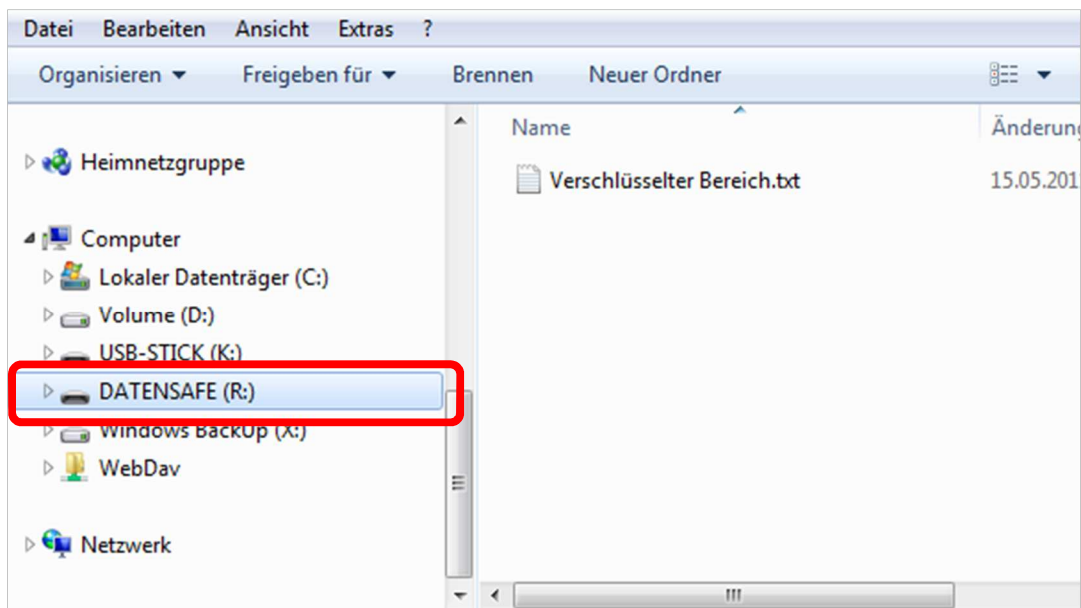 Datei Bearbeiten Ansicht Extras ?
Organisieren Freigeben für Brennen Neuer Ordner
Heimnetzgruppe
Computer
Lokaler Datenträger (C:)
Volume (D:)
USB-STICK (K:)
DATENSAFE (R:)
Windows BackUp (X:)
WebDav
Netzwerk
Name Änderung
Verschlüsselter Bereich.txt 15.05.201